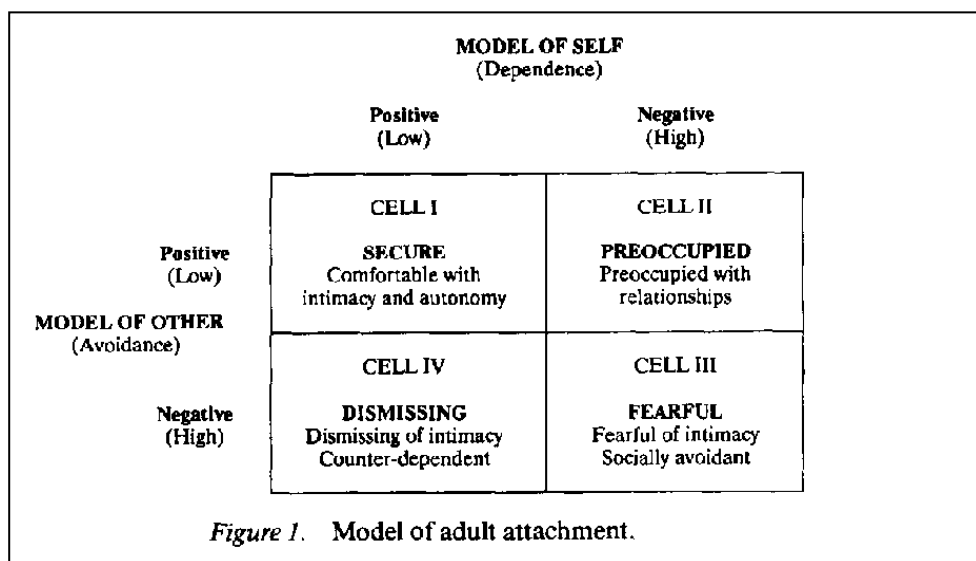 MODEL OF SELF
(Dependence)
Positive Negative
(Low) (High)
CELL I CELL II
Positive SECURE PREOCCUPIED
(Low) Comfortable with Preoccupied with
intimacy and autonomy relationships
MODEL OF OTHER
(Avoidance)
CELL IV CELL III
Negative DISMISSING FEARFUL
(High) Dismissing of intimacy Fearful of intimacy
Counter-dependent Socially avoidant
Figure 1. Model of adult attachment.